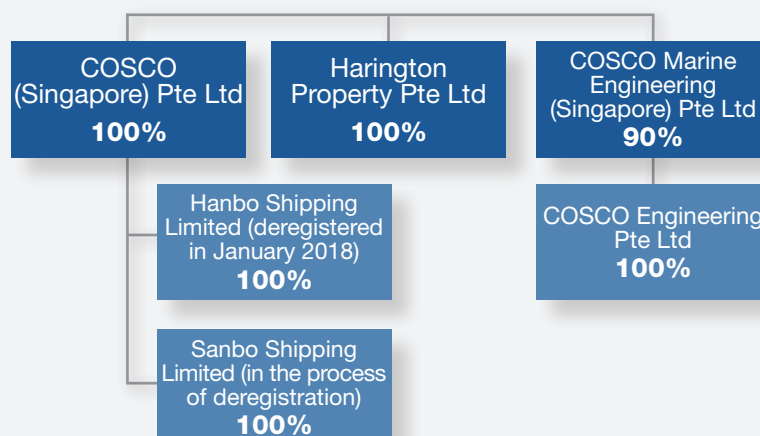 COSCO
(Singapore) Pte Ltd
100%
Harington
Property Pte Ltd
100%
COSCO Marine
Engineering
(Singapore) Pte Ltd
90%
Hanbo Shipping
Limited (deregistered
in January 2018)
100%
COSCO Engineering
Pte Ltd
100%
Sanbo Shipping
Limited (in the process
of deregistration)
100%